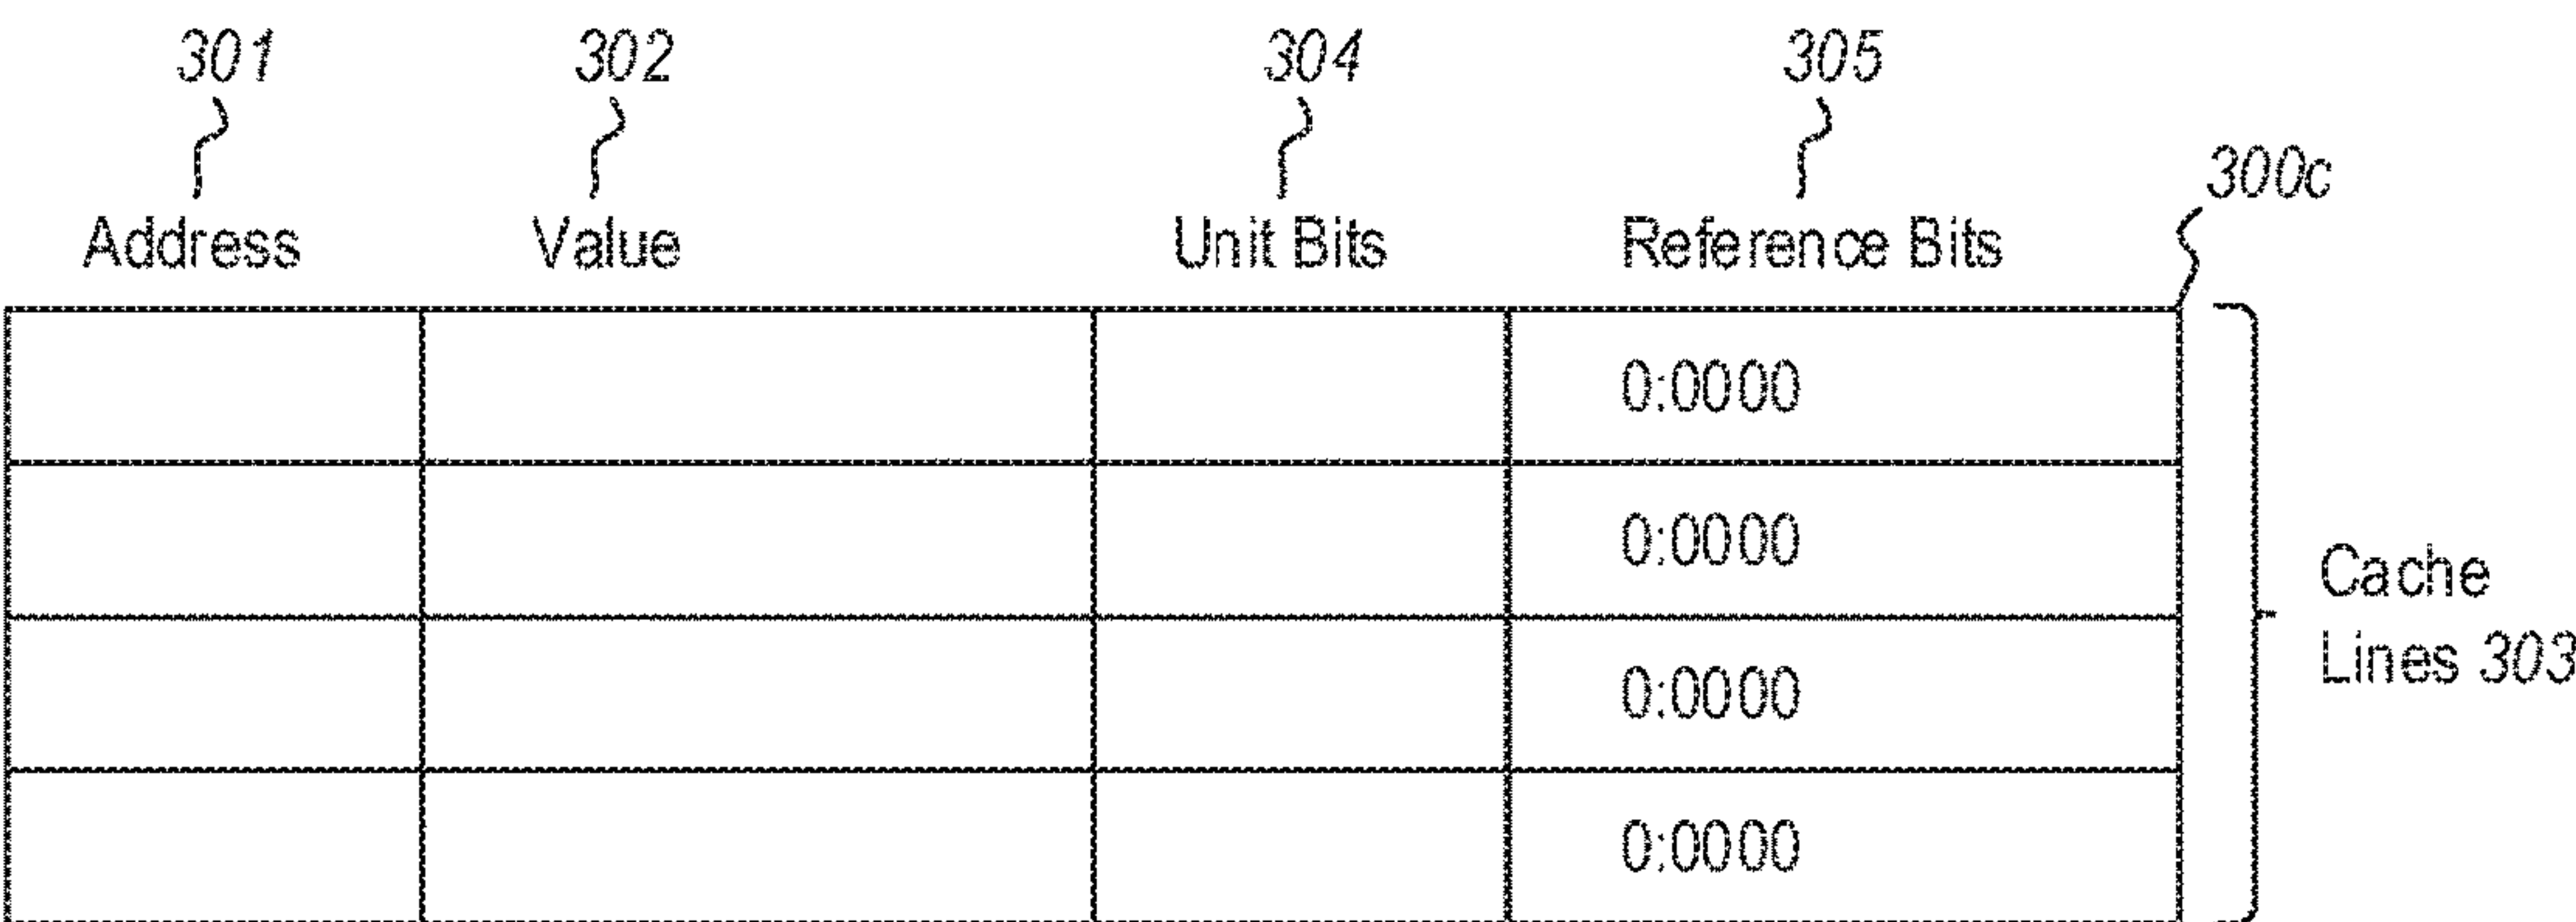 301 302 304 305
300c
Address Value Unit Bits Reference Bits
0:0000
0:0000
Cache
Lines 303
0:0000
0:0000